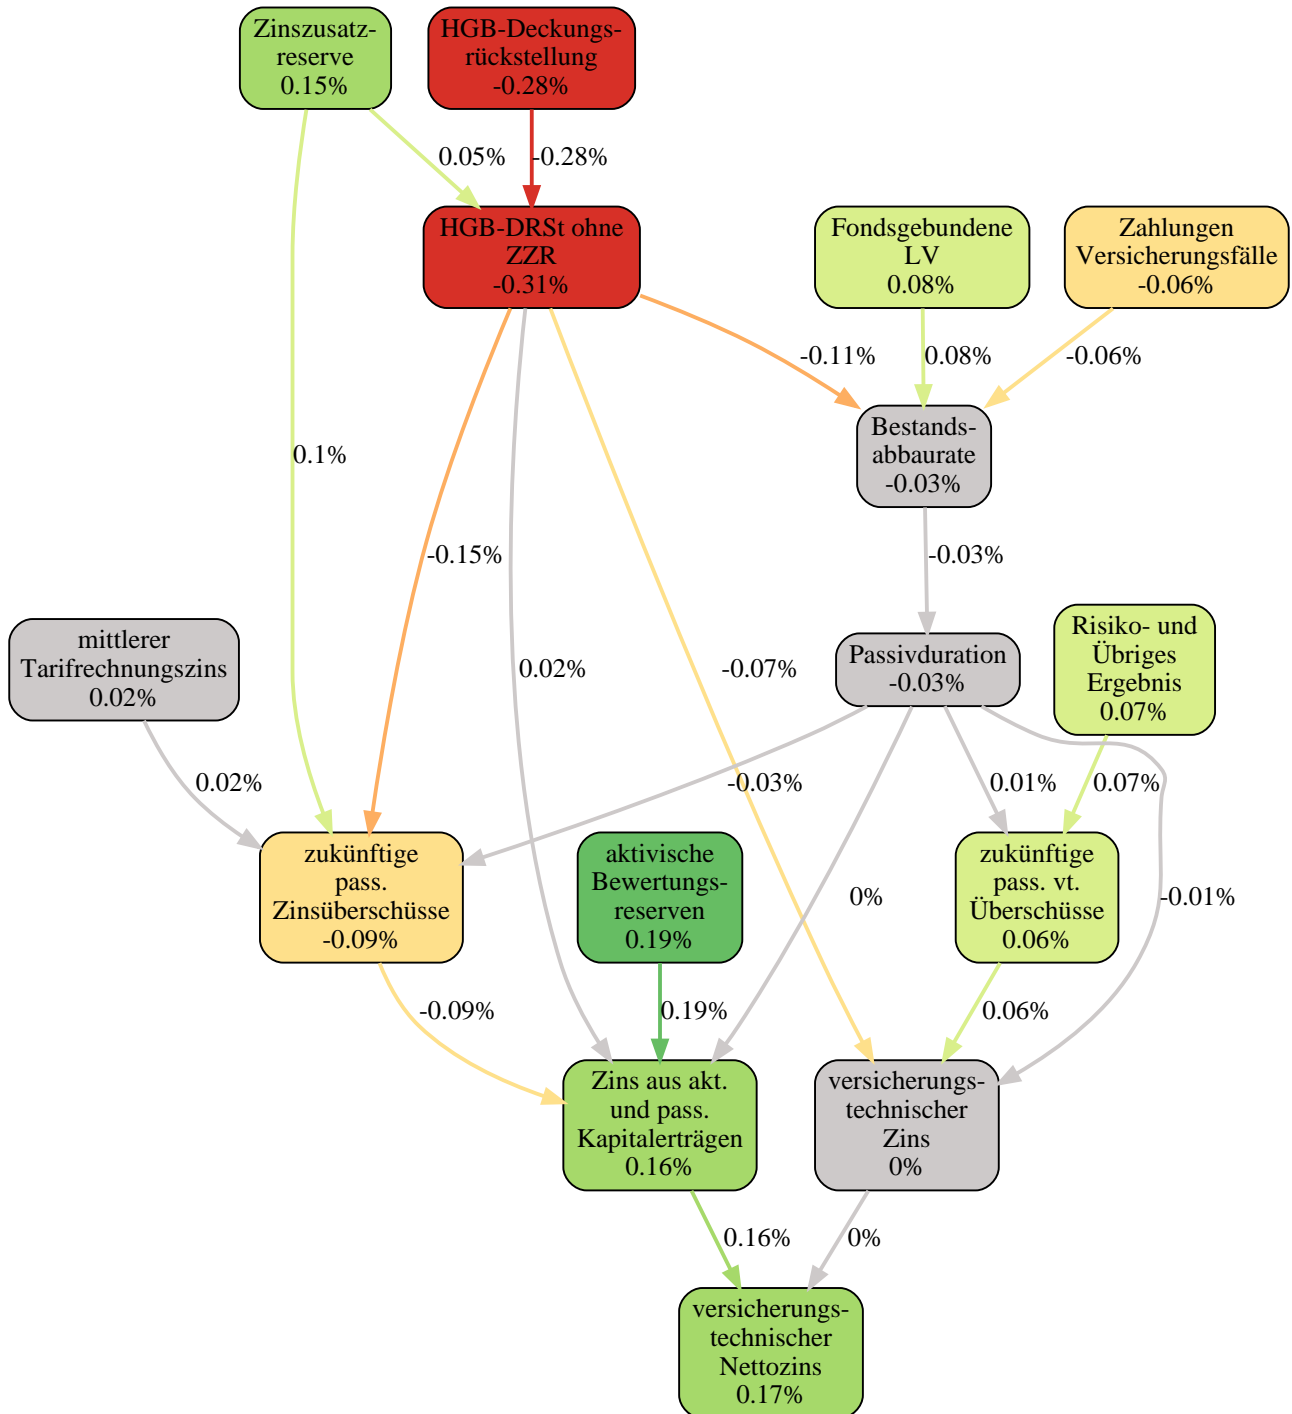 Zinszusatz-
reserve
0.15%
HGB-Deckungs-
rückstellung
-0.28%
0.05%
-0.28%
HGB-DRSt ohne
ZZR
-0.31%
Fondsgebundene
LV
0.08%
Zahlungen
Versicherungsfälle
-0.06%
-0.11%
0.08%
-0.06%
0.1%
Bestands-
abbaurate
-0.03%
-0.15%
-0.03%
mittlerer
Tarifrechnungszins
0.02%
0.02%
-0.07%
Passivduration
-0.03%
Risiko- und
Übriges
Ergebnis
0.07%
0.02%
-0.03%
0.01%
0.07%
zukünftige
pass.
Zinsüberschüsse
-0.09%
aktivische
Bewertungs-
reserven
0.19%
0%
zukünftige
pass. vt.
Überschüsse
0.06%
-0.01%
-0.09%
0.19%
0.06%
Zins aus akt.
und pass.
Kapitalerträgen
0.16%
versicherungs-
technischer
Zins
0%
0.16%
0%
versicherungs-
technischer
Nettozins
0.17%